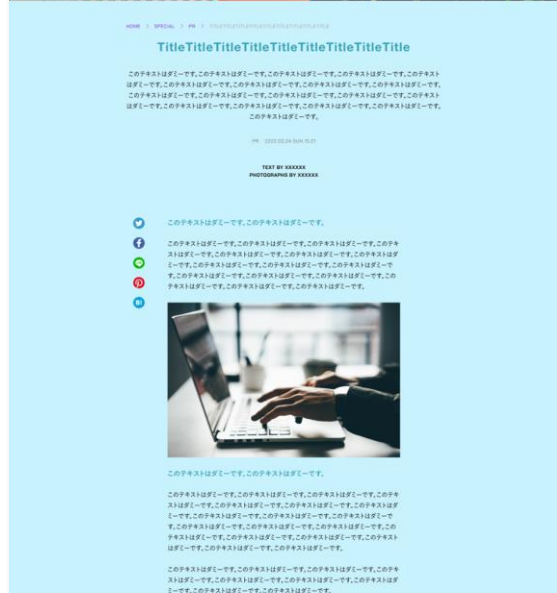 HOME > SPECIAL > PR > TITLETITLETITLETITLETITLETITLETITLETITLETITLE
TitleTitleTitleTitleTitleTitleTitleTitleTitle
このテキストはダミーです。このテキストはダミーです。このテキストはダミーです。このテキストはダミーです。このテキスト
はダミーです。このテキストはダミーです。このテキストはダミーです。このテキストはダミーです。このテキストはダミーです。
このテキストはダミーです。このテキストはダミーです。このテキストはダミーです。このテキストはダミーです。このテキスト
はダミーです。このテキストはダミーです。このテキストはダミーです。このテキストはダミーです。このテキストはダミーです。
このテキストはダミーです。
TEXT BY XXXXXX
PHOTOGRAPHS BY XXXXXX
このテキストはダミーです。このテキストはダミーです。
このテキストはダミーです。このテキストはダミーです。このテキストはダミーです。このテキ
ストはダミーです。このテキストはダミーです。このテキストはダミーです。このテキストはダ
ミーです。このテキストはダミーです。このテキストはダミーです。このテキストはダミーで
す。このテキストはダミーです。このテキストはダミーです。このテキストはダミーです。この
テキストはダミーです。このテキストはダミーです。このテキストはダミーです。
B!
このテキストはダミーです。このテキストはダミーです。
このテキストはダミーです。このテキストはダミーです。このテキストはダミーです。このテキ
ストはダミーです。このテキストはダミーです。このテキストはダミーです。このテキストはダ
ミーです。このテキストはダミーです。このテキストはダミーです。このテキストはダミーで
す。このテキストはダミーです。このテキストはダミーです。このテキストはダミーです。この
テキストはダミーです。このテキストはダミーです。このテキストはダミーです。このテキスト
はダミーです。このテキストはダミーです。このテキストはダミーです。
このテキストはダミーです。このテキストはダミーです。このテキストはダミーです。このテキ
ストはダミーです。このテキストはダミーです。このテキストはダミーです。このテキストはダ
ミーです。このテキストはダミーです。このテキストはダミーです。